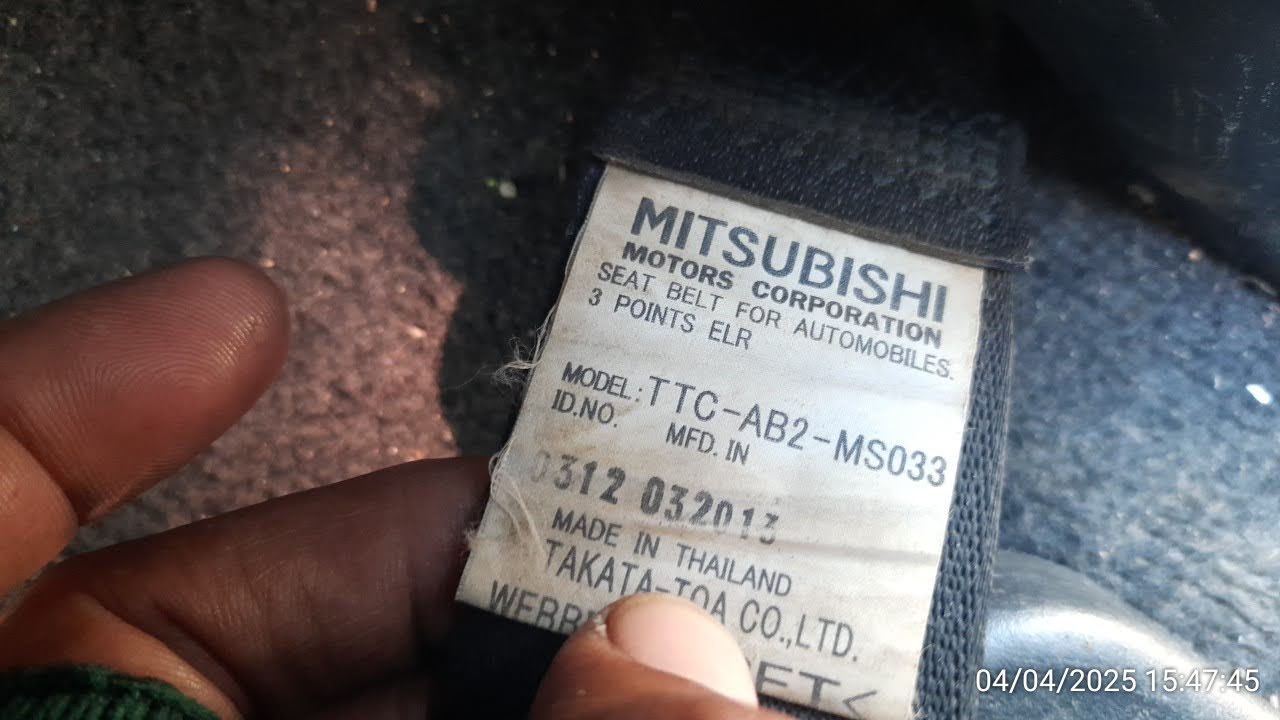 MITSUBISHI
MOTORS CORPORATION
SEAT BELT FOR AUTOMOBILES.
3 POINTS ELR
MODEL: TTC-AB2-MS033
ID.NO. MFD. IN
0312 032013
MADE IN THAILAND
TAKATA-TOA CO.,LTD.
04/04/2025 15:47:45